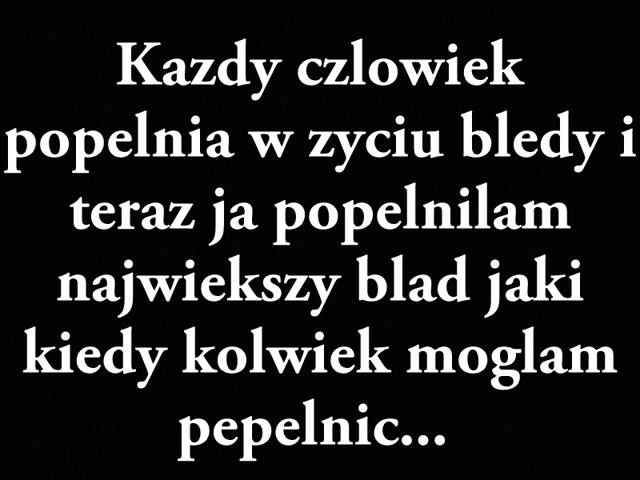 Kazdy czlowiek
popelnia w zyciu bledy i
teraz ja popelnilam
najwiekszy blad jaki
kiedy kolwiek moglam
pepelnic...